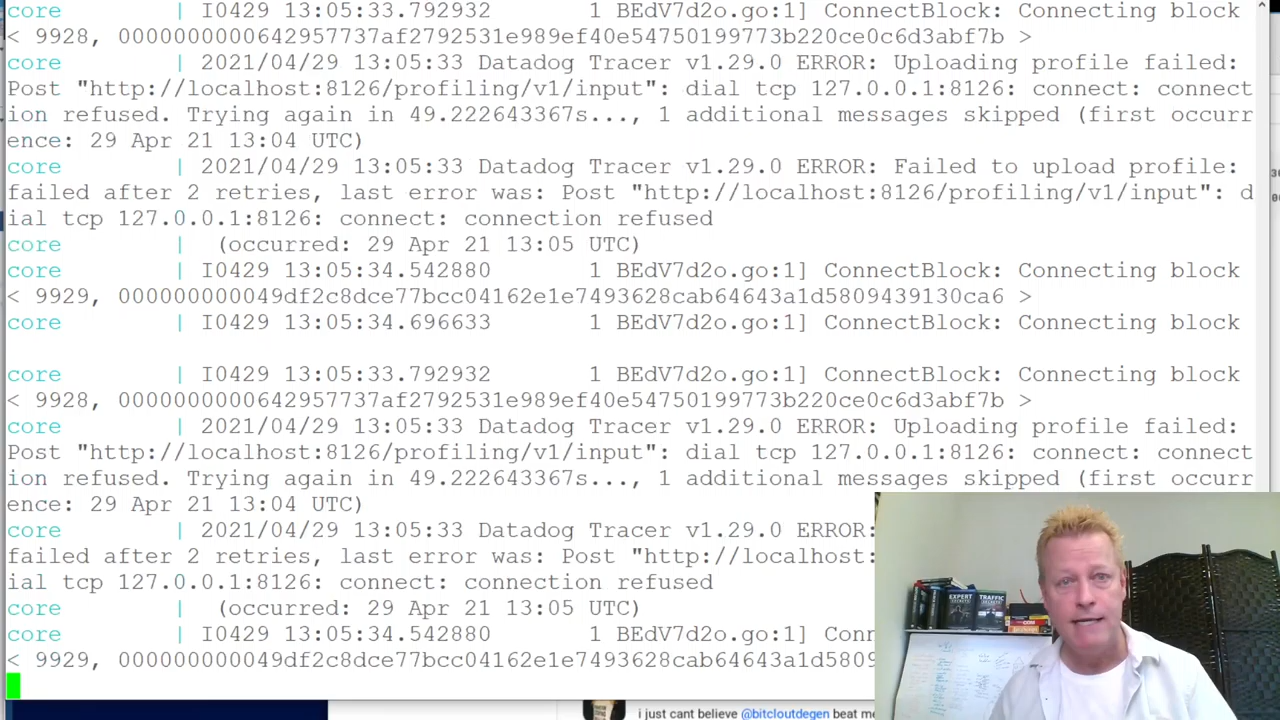 core | I0429 13:05:33.792932 1 BEdV7d2o.go:1] ConnectBlock: Connecting block
< 9928, 0000000000642957737af2792531e989ef40e54750199773b220ce0c6d3abf7b >
core | 2021/04/29 13:05:33 Datadog Tracer v1.29.0 ERROR: Uploading profile failed:
Post "http://localhost:8126/profiling/v1/input": dial tcp 127.0.0.1:8126: connect: connect
ion refused. Trying again in 49.222643367s..., 1 additional messages skipped (first occurr
ence: 29 Apr 21 13:04 UTC)
core | 2021/04/29 13:05:33 Datadog Tracer v1.29.0 ERROR: Failed to upload profile:
failed after 2 retries, last error was: Post "http://localhost:8126/profiling/v1/input": d
ial tcp 127.0.0.1:8126: connect: connection refused
core | (occurred: 29 Apr 21 13:05 UTC)
core | I0429 13:05:34.542880 1 BEdV7d2o.go:1] ConnectBlock: Connecting block
< 9929, 000000000049df2c8dce77bcc04162e1e7493628cab64643a1d5809439130ca6 >
core | I0429 13:05:34.696633 1 BEdV7d2o.go:1] ConnectBlock: Connecting block
core | I0429 13:05:33.792932 1 BEdV7d2o.go:1] ConnectBlock: Connecting block
< 9928, 0000000000642957737af2792531e989ef40e54750199773b220ce0c6d3abf7b >
core | 2021/04/29 13:05:33 Datadog Tracer v1.29.0 ERROR: Uploading profile failed:
Post "http://localhost:8126/profiling/v1/input": dial tcp 127.0.0.1:8126: connect: connect
ion refused. Trying again in 49.222643367s..., 1 additional messages skipped (first occurr
ence: 29 Apr 21 13:04 UTC)
core | 2021/04/29 13:05:33 Datadog Tracer v1.29.0 ERROR:
failed after 2 retries, last error was: Post "http://localhost:
ial tcp 127.0.0.1:8126: connect: connection refused
core | (occurred: 29 Apr 21 13:05 UTC)
core | I0429 13:05:34.542880 1 BEdV7d2o.go:1] Con
< 9929, 000000000049df2c8dce77bcc04162e1e7493628cab64643a1d5809
EXPERT SECRETS
TRAFFIC SECRETS
i just cant believe @bitcloutdegen beat me